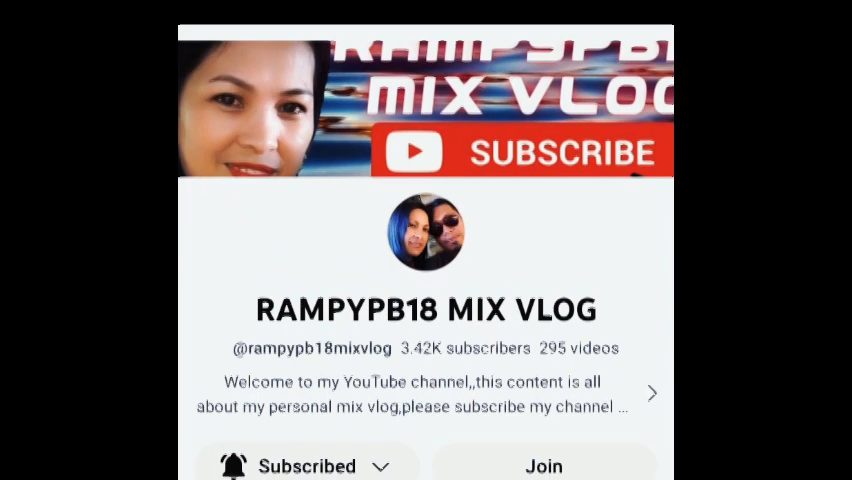 RAMPYPB
MIX VLOG
SUBSCRIBE
RAMPYPB18 MIX VLOG
@rampypb18mixvlog 3.42K subscribers 295 videos
Welcome to my YouTube channel,,this content is all
about my personal mix vlog,please subscribe my channel ...
Subscribed
Join